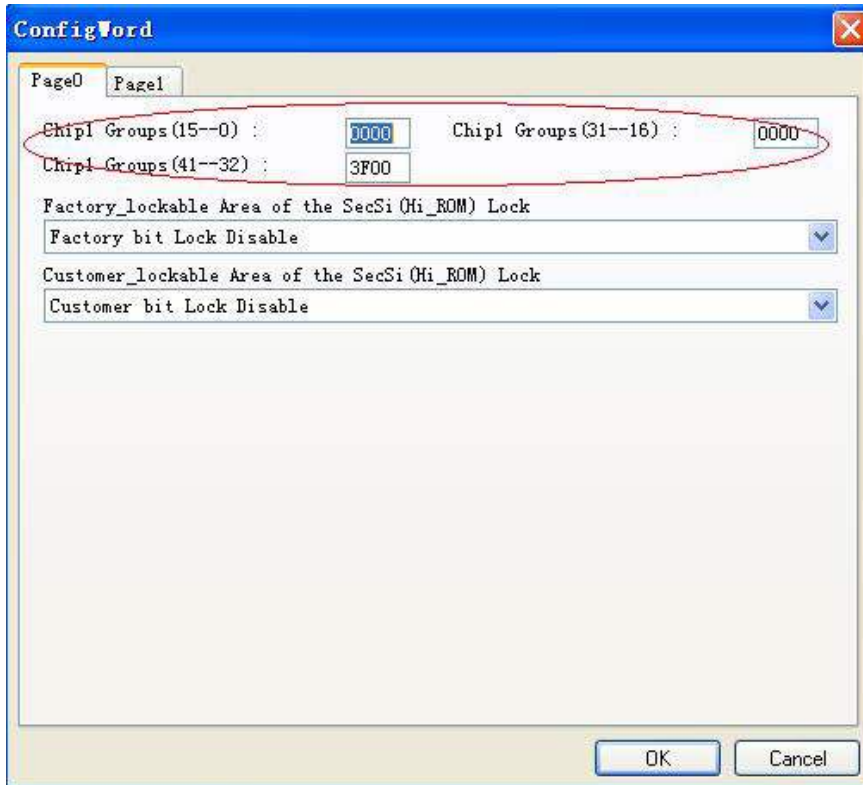 ConfigWord
Page0 Page1
Chip1 Groups(15--0) : 0000 Chip1 Groups(31--16) : 0000
Chip1 Groups(41--32) : 3F00
Factory_lockable Area of the SecSi(Hi_ROM) Lock
Factory bit Lock Disable
Customer_lockable Area of the SecSi(Hi_ROM) Lock
Customer bit Lock Disable
OK Cancel